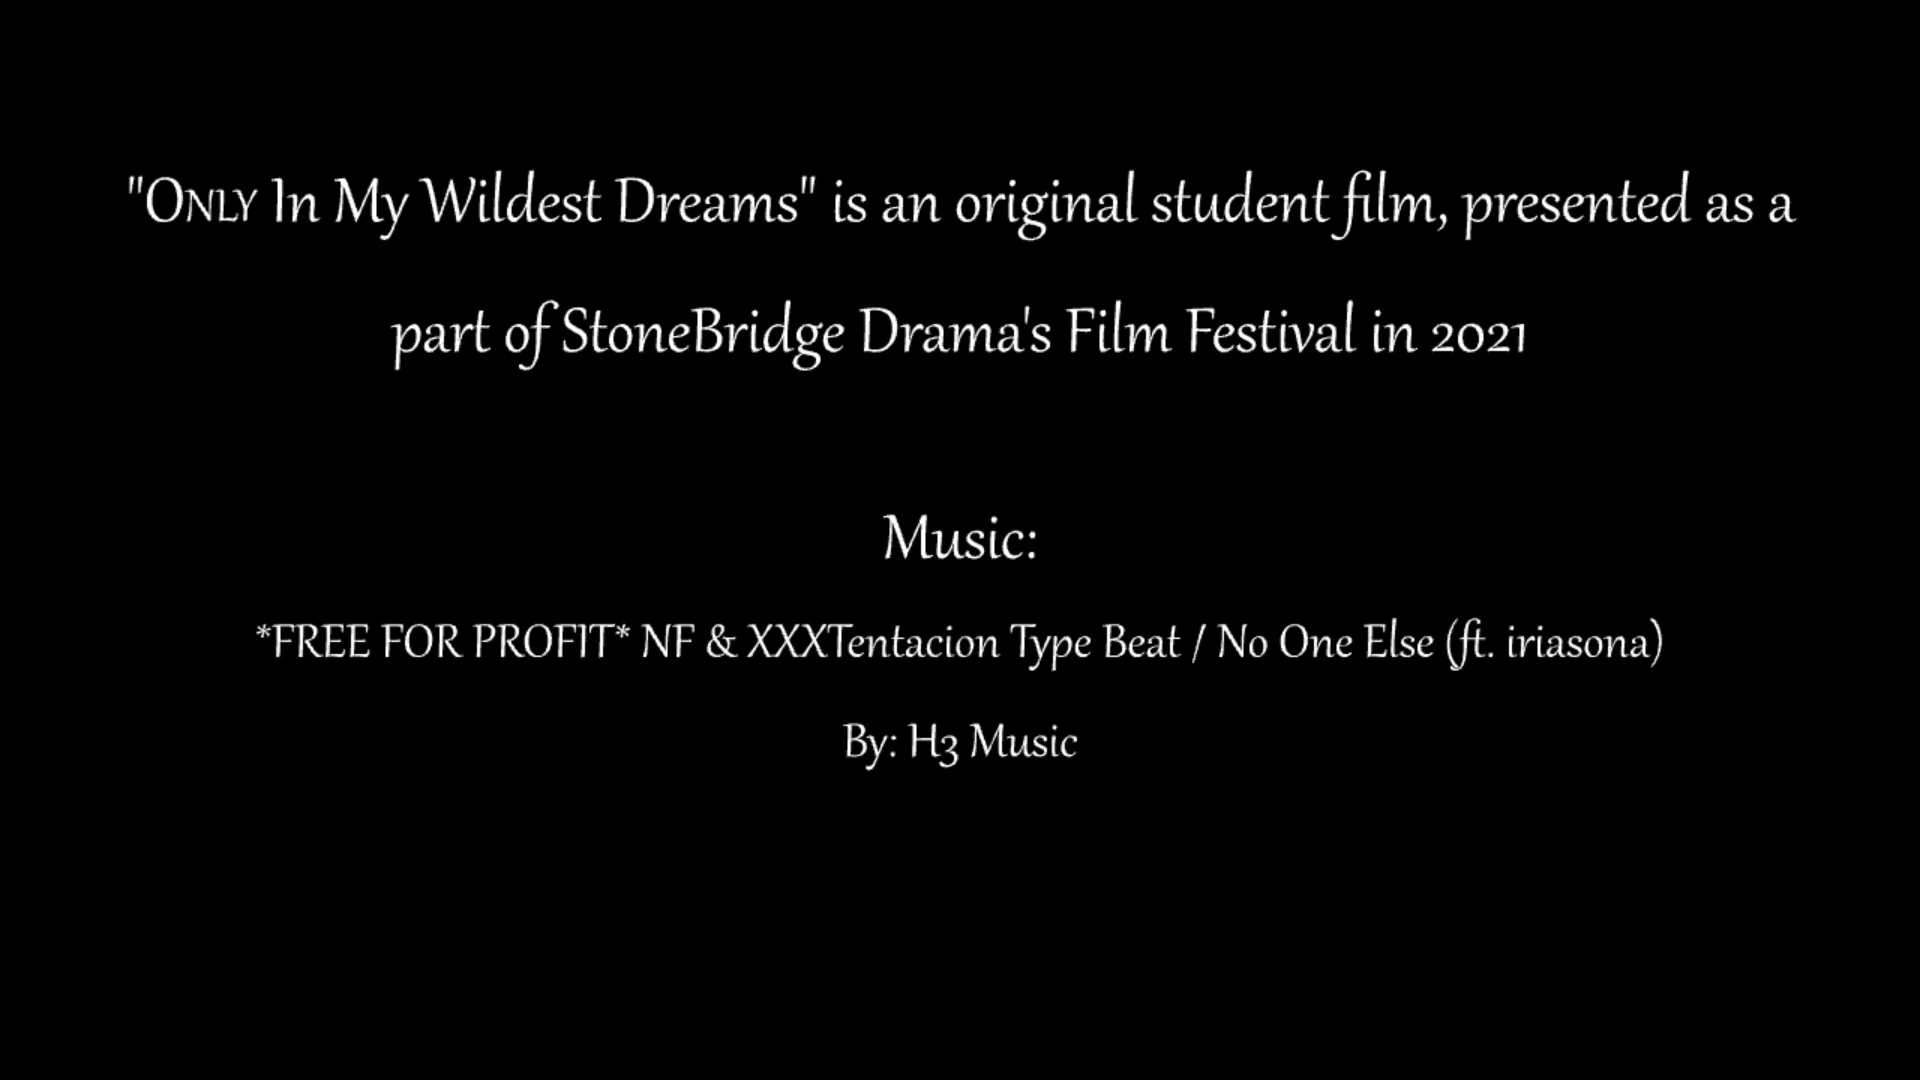 "ONLY In My Wildest Dreams" is an original student film, presented as a
part of StoneBridge Drama's Film Festival in 2021
Music:
*FREE FOR PROFIT* NF & XXXTentacion Type Beat / No One Else (ft. iriasona)
By: H3 Music